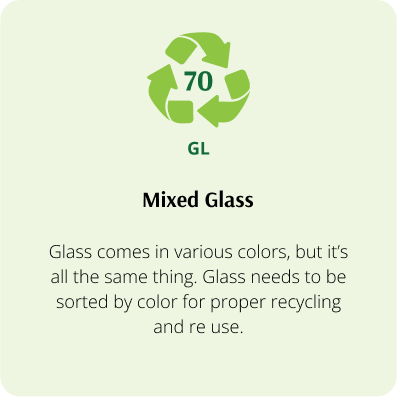 70
GL
Mixed Glass
Glass comes in various colors, but it’s
all the same thing. Glass needs to be
sorted by color for proper recycling
and re use.